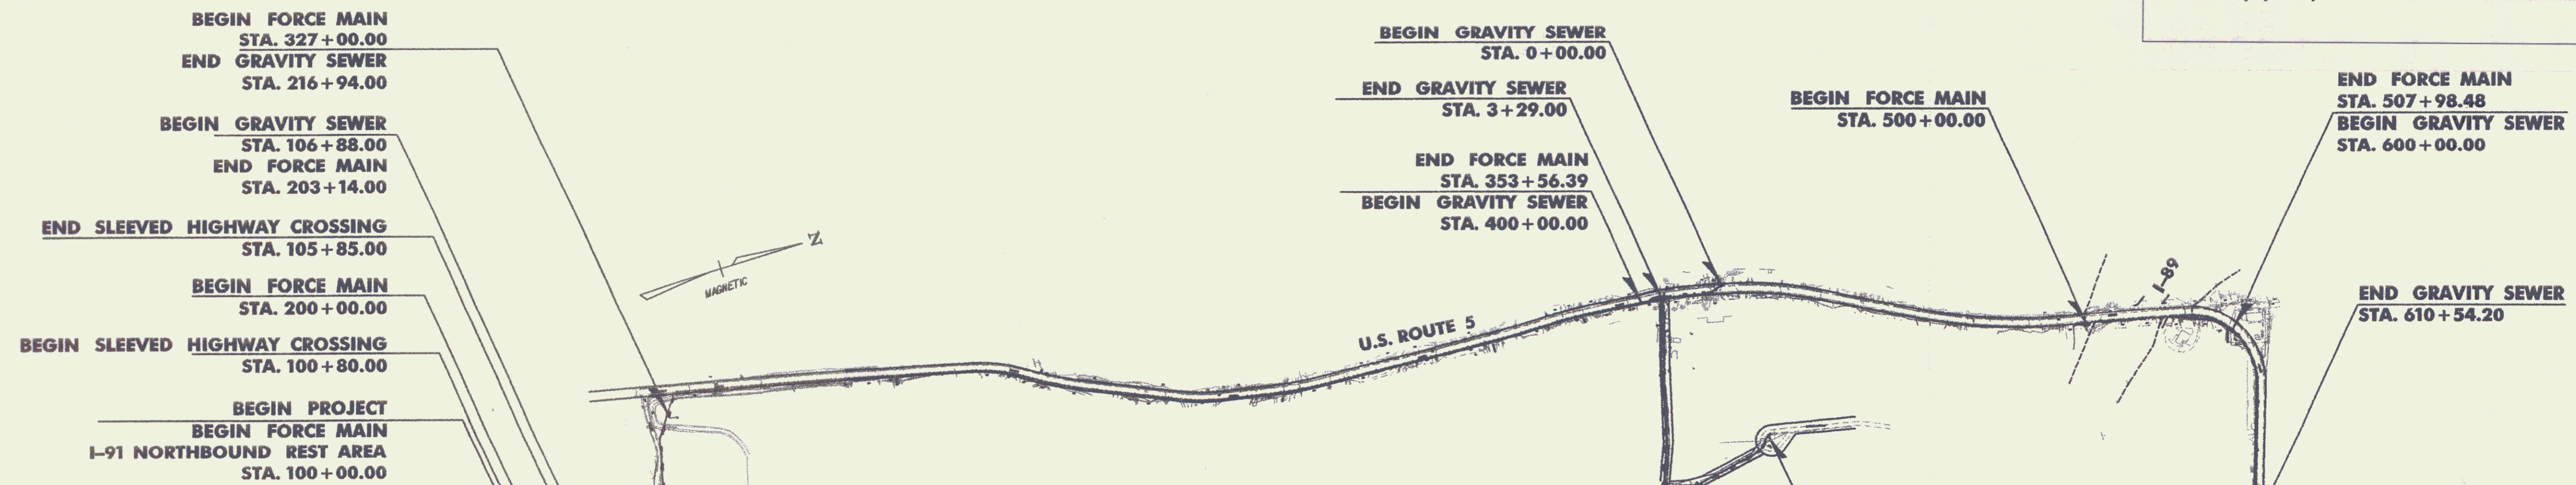 BEGIN FORCE MAIN
STA. 327+00.00
END GRAVITY SEWER
STA. 216+94.00
BEGIN GRAVITY SEWER
STA. 106+88.00
END FORCE MAIN
STA. 203+14.00
END SLEEVED HIGHWAY CROSSING
STA. 105+85.00
BEGIN FORCE MAIN
STA. 200+00.00
BEGIN SLEEVED HIGHWAY CROSSING
STA. 100+80.00
BEGIN PROJECT
BEGIN FORCE MAIN
I-91 NORTHBOUND REST AREA
STA. 100+00.00
Z
MAGNETIC
BEGIN GRAVITY SEWER
STA. 0+00.00
END GRAVITY SEWER
STA. 3+29.00
END FORCE MAIN
STA. 353+56.39
BEGIN GRAVITY SEWER
STA. 400+00.00
U.S. ROUTE 5
BEGIN FORCE MAIN
STA. 500+00.00
I-89
END FORCE MAIN
STA. 507+98.48
BEGIN GRAVITY SEWER
STA. 600+00.00
END GRAVITY SEWER
STA. 610+54.20